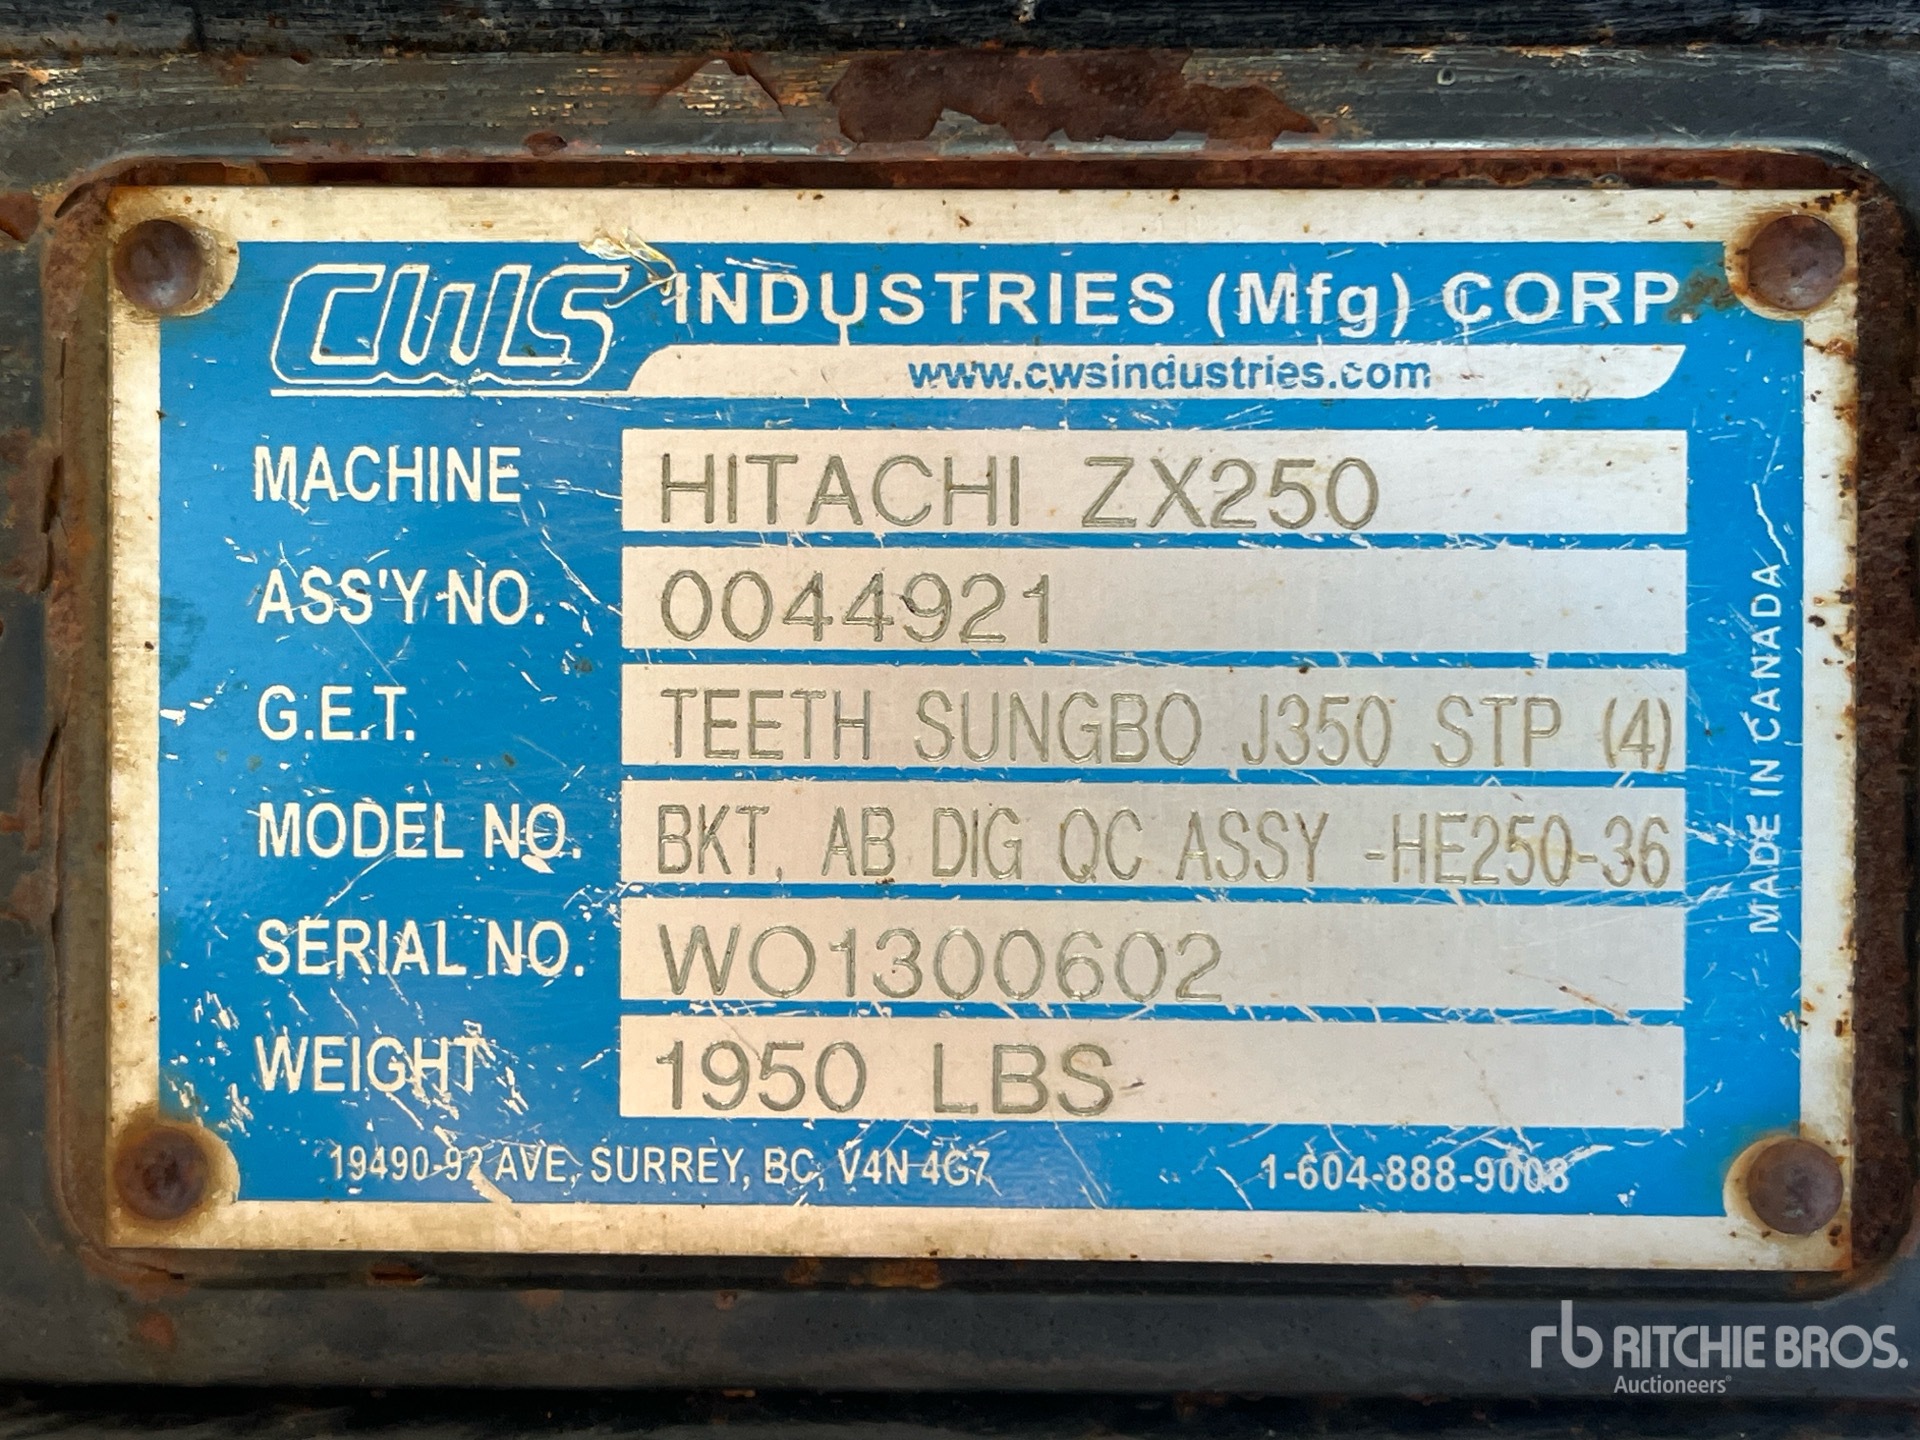 CWS INDUSTRIES (Mfg) CORP.
www.cwsindustries.com
MACHINE HITACHI ZX250
ASS'Y NO. 0044921
G.E.T. TEETH SUNGBO J350 STP (4)
MODEL NO. BKT, AB DIG QC ASSY -HE250-36
SERIAL NO. WO1300602
WEIGHT 1950 LBS
19490-92 AVE, SURREY, BC, V4N 4G7 1-604-888-9008
MADE IN CANADA
rb RITCHIE BROS.
Auctioneers®